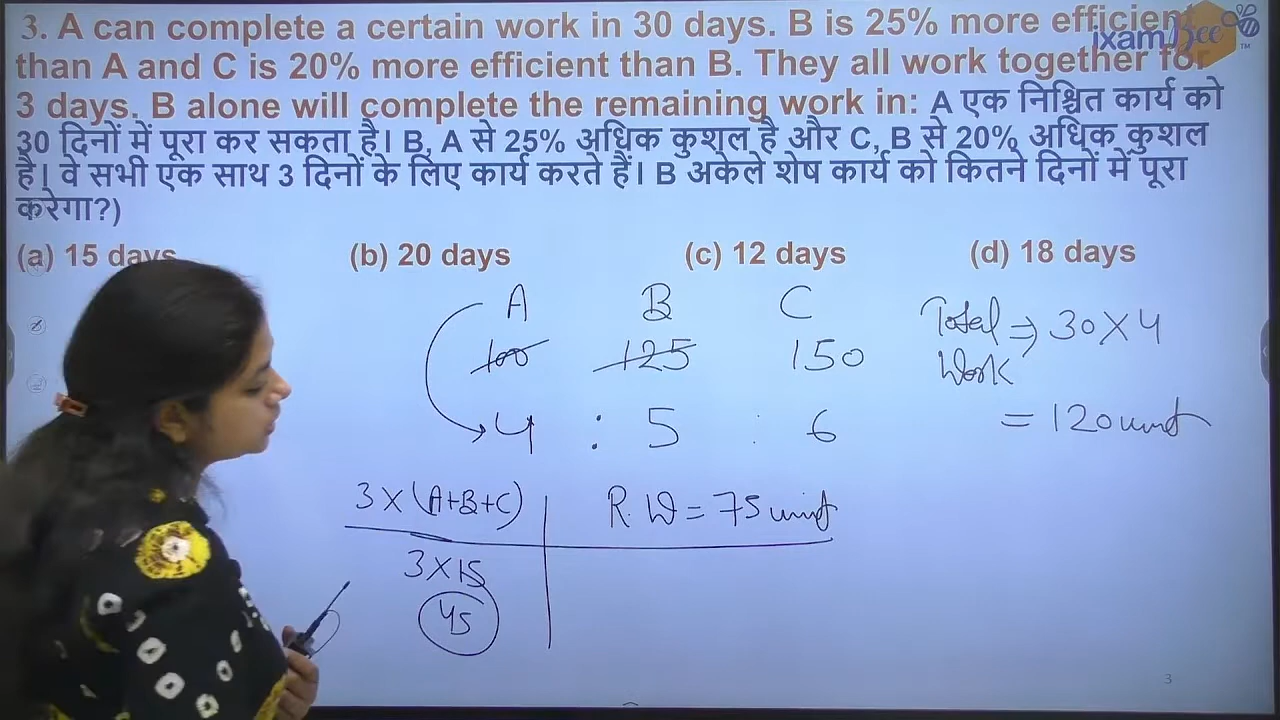 3. A can complete a certain work in 30 days. B is 25% more efficient
than A and C is 20% more efficient than B. They all work together for
3 days. B alone will complete the remaining work in: A एक निश्चित कार्य को
30 दिनों में पूरा कर सकता है। B, A से 25% अधिक कुशल है और C, B से 20% अधिक कुशल
है। वे सभी एक साथ 3 दिनों के लिए कार्य करते हैं। B अकेले शेष कार्य को कितने दिनों में पूरा
करेगा?)
ixamBee TM
(a) 15 days (b) 20 days (c) 12 days (d) 18 days
A B C
100 125 150
4 : 5 : 6
Total Work ⇒ 30 X 4
= 120 unit
3 X (A+B+C) R. W = 75 unit
3 X 15
45
3